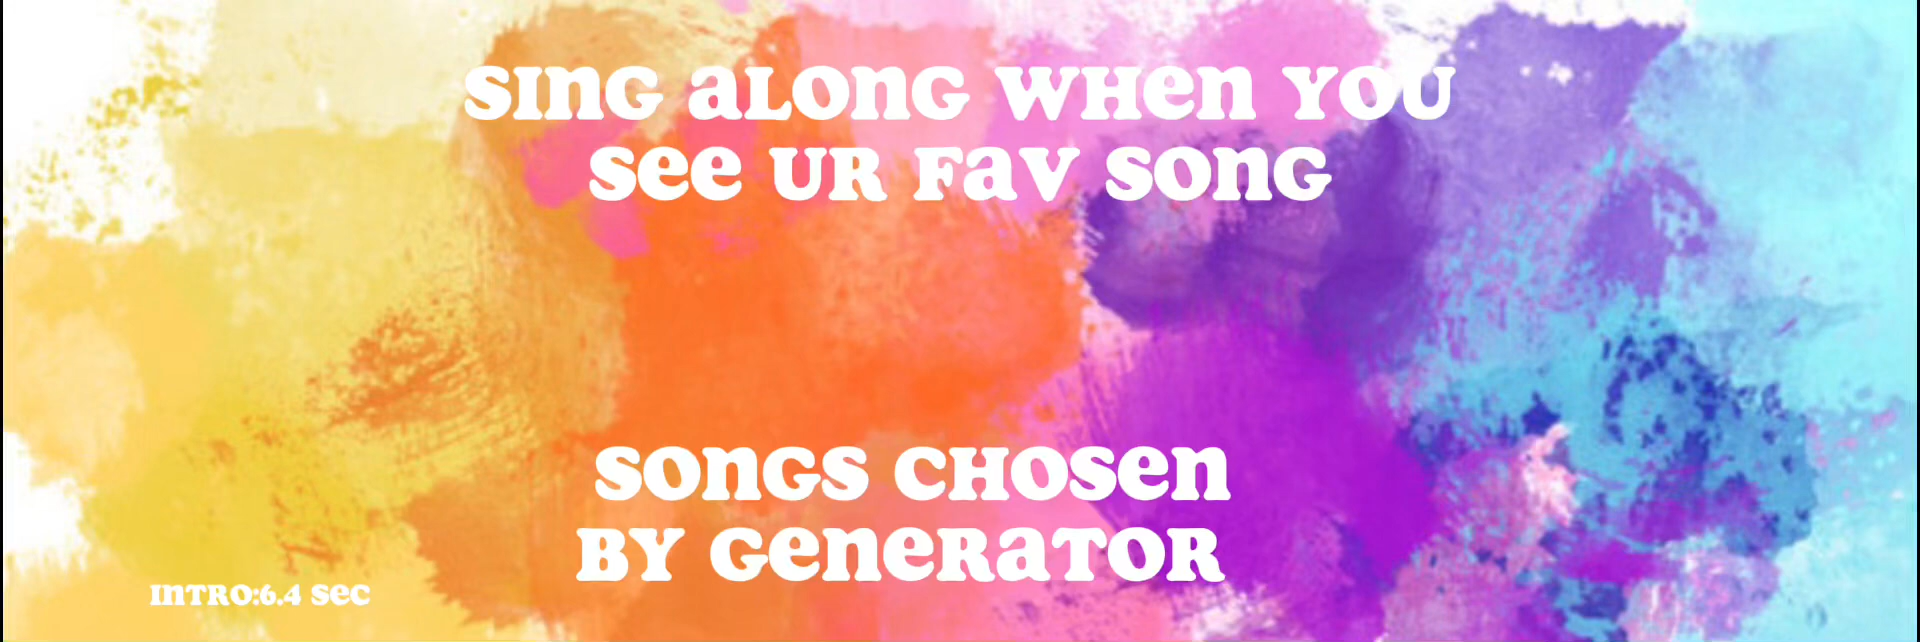 SING ALONG WHEN YOU
SEE UR FAV SONG
SONGS CHOSEN
BY GENERATOR
INTRO:6.4 SEC